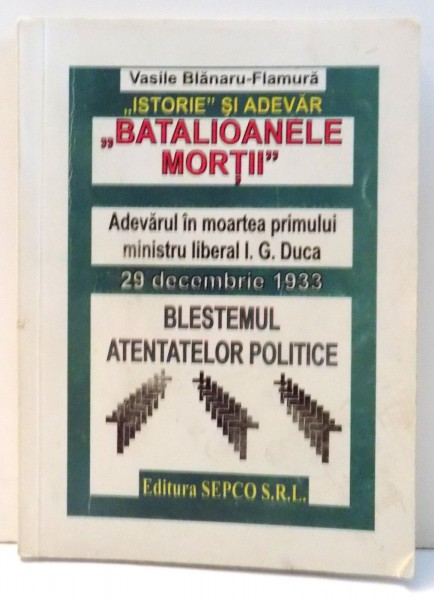 Vasile Blănaru-Flamură
„ISTORIE” ŞI ADEVĂR
„BATALIOANELE
MORŢII”
Adevărul în moartea primului
ministru liberal I. G. Duca
29 decembrie 1933
BLESTEMUL
ATENTATELOR POLITICE
Editura SEPCO S.R.L.